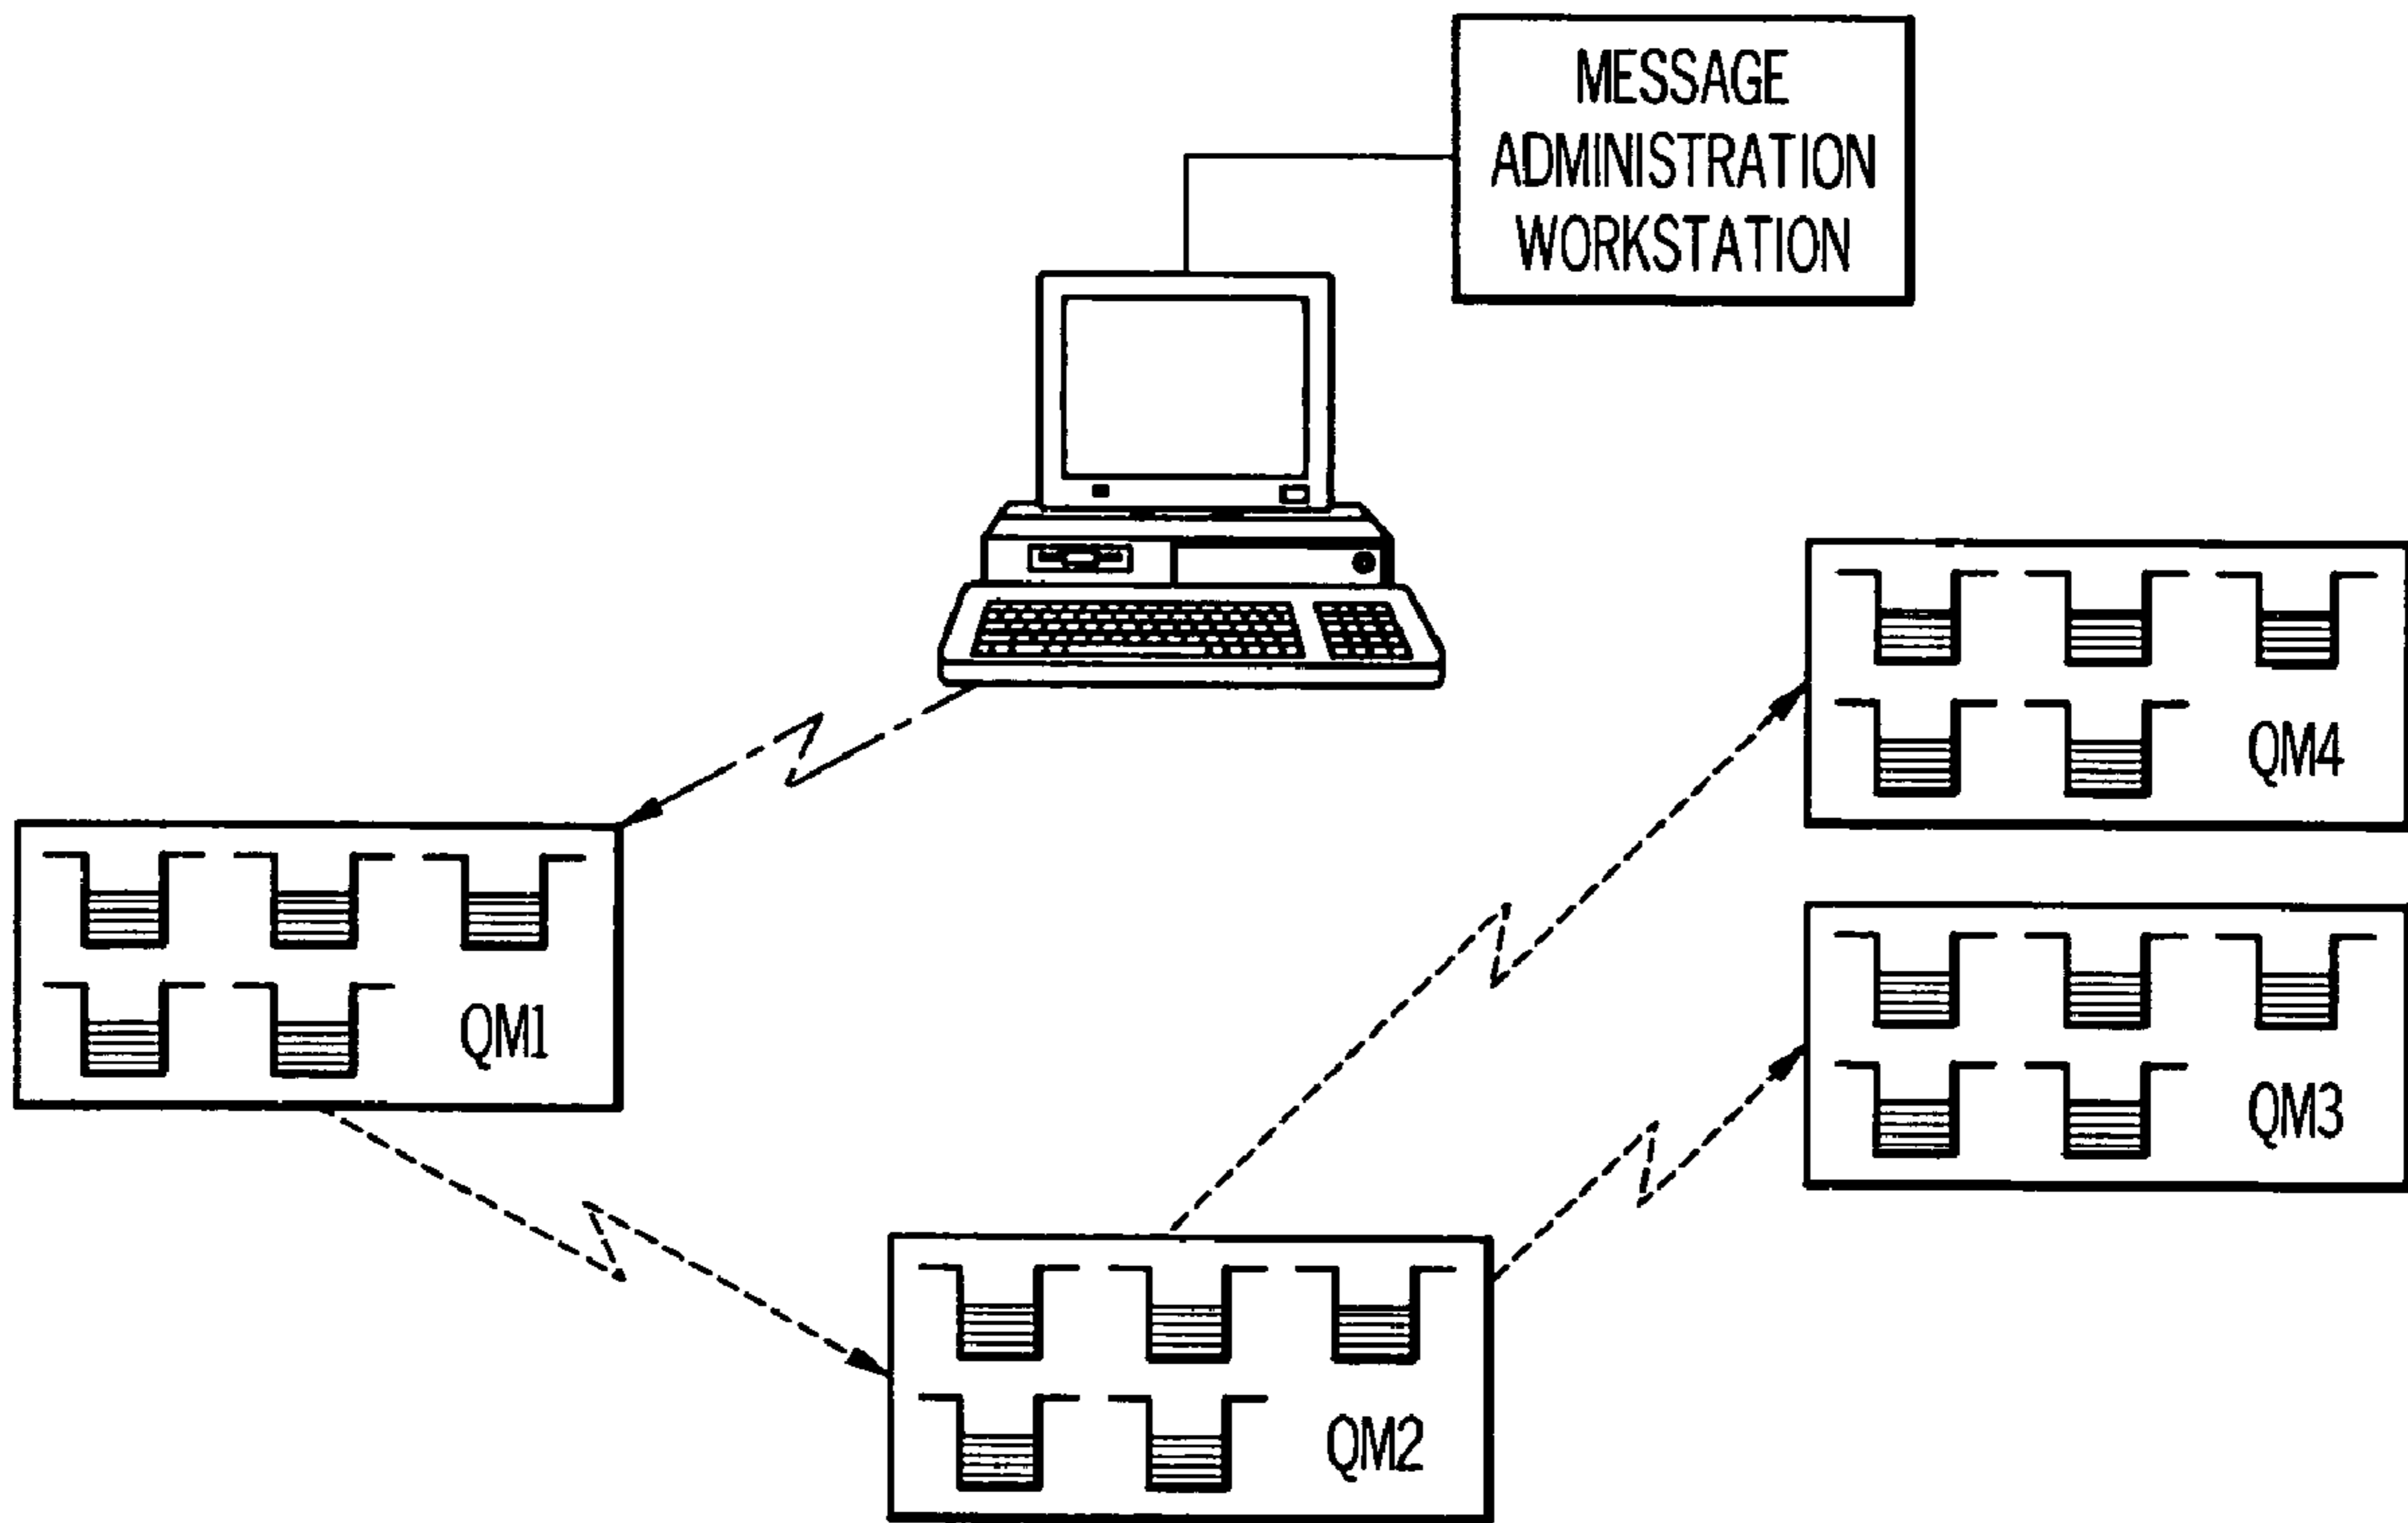 MESSAGE
ADMINISTRATION
WORKSTATION
QM4
QM1
QM3
QM2